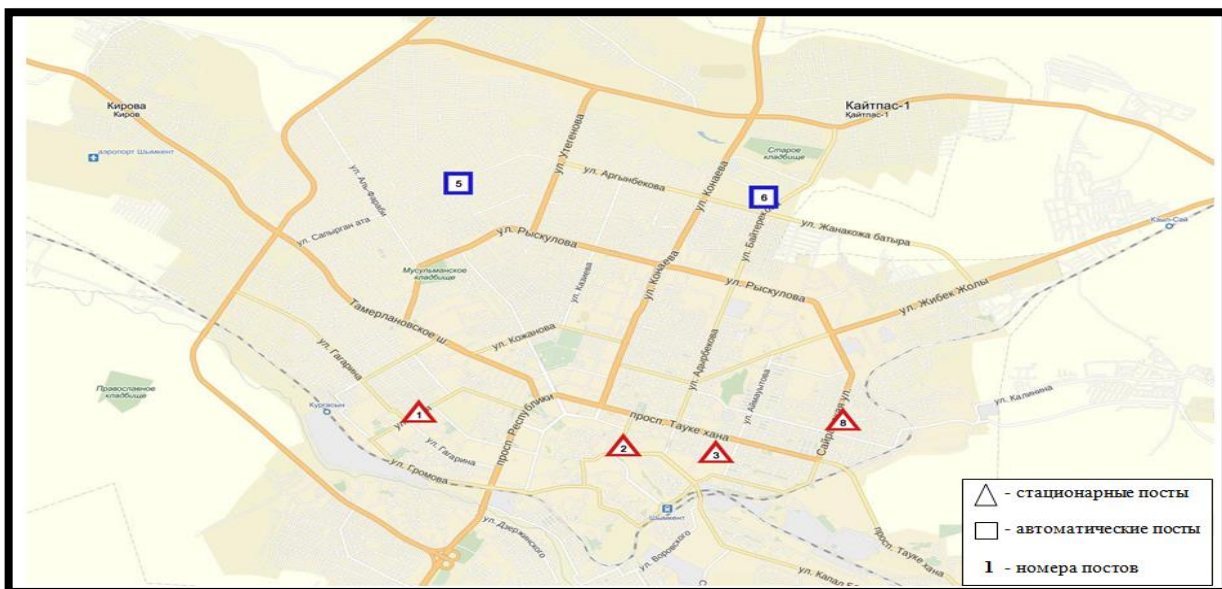 Кирова
Киров
аэропорт Шымкент
Кайтпас-1
Қайтпас-1
Старое
кладбище
ул. Утегенова
ул. Конаева
ул. Аргынбекова
5
6
ул. Аль-Фараби
ул. Байтереков
ул. Жанакожа батыра
ул. Сапырган ата
ул. Рыскулова
Мусульманское
кладбище
ул. Казиева
ул. Конаева
ул. Рыскулова
ул. Жибек Жолы
Тамерлановское ш.
ул. Кожанова
ул. Гагарина
ул. Адырбекова
ул. Аймаутова
Православное
кладбище
просп. Республики
просп. Тауке хана
ул. Калинина
1
2
3
8
ул. Гагарина
ул. Громова
Шымкент
ул. Дзержинского
ул. Воровского
просп. Тауке хана
- стационарные посты
- автоматические посты
1 - номера постов